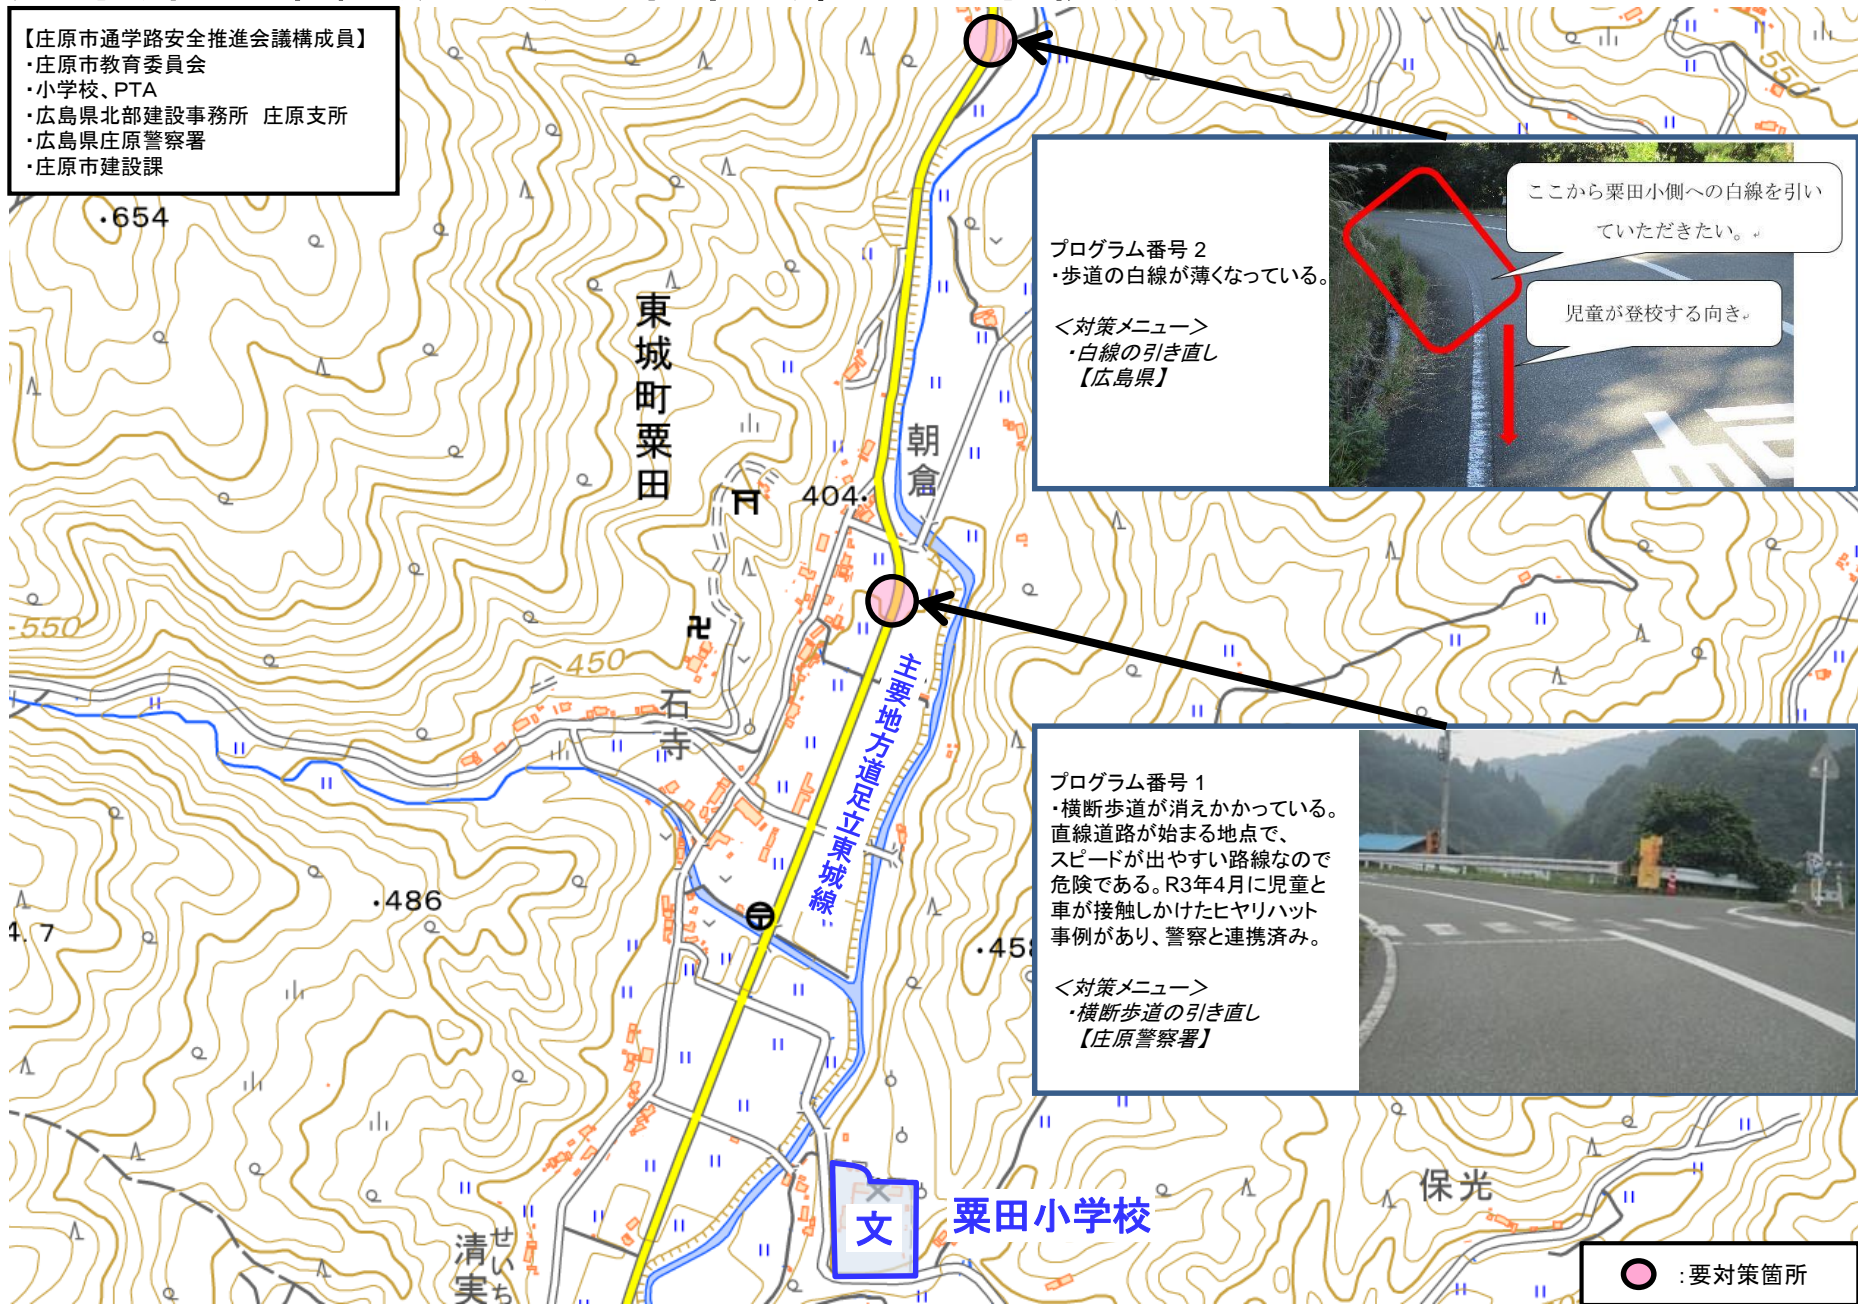 【庄原市通学路安全推進会議構成員】
・庄原市教育委員会
・小学校、PTA
・広島県北部建設事務所 庄原支所
・広島県庄原警察署
・庄原市建設課
・654
550
東城町粟田
朝倉
404・
プログラム番号 2
・歩道の白線が薄くなっている。
＜対策メニュー＞
・白線の引き直し
【広島県】
ここから粟田小側への白線を引い
ていただきたい。
児童が登校する向き
550
450
石寺
主要地方道足立東城線
・486
4.7
・458
プログラム番号 1
・横断歩道が消えかかっている。
直線道路が始まる地点で、
スピードが出やすい路線なので
危険である。R3年4月に児童と
車が接触しかけたヒヤリハット
事例があり、警察と連携済み。
＜対策メニュー＞
・横断歩道の引き直し
【庄原警察署】
文
粟田小学校
保光
清実
せいち
：要対策箇所